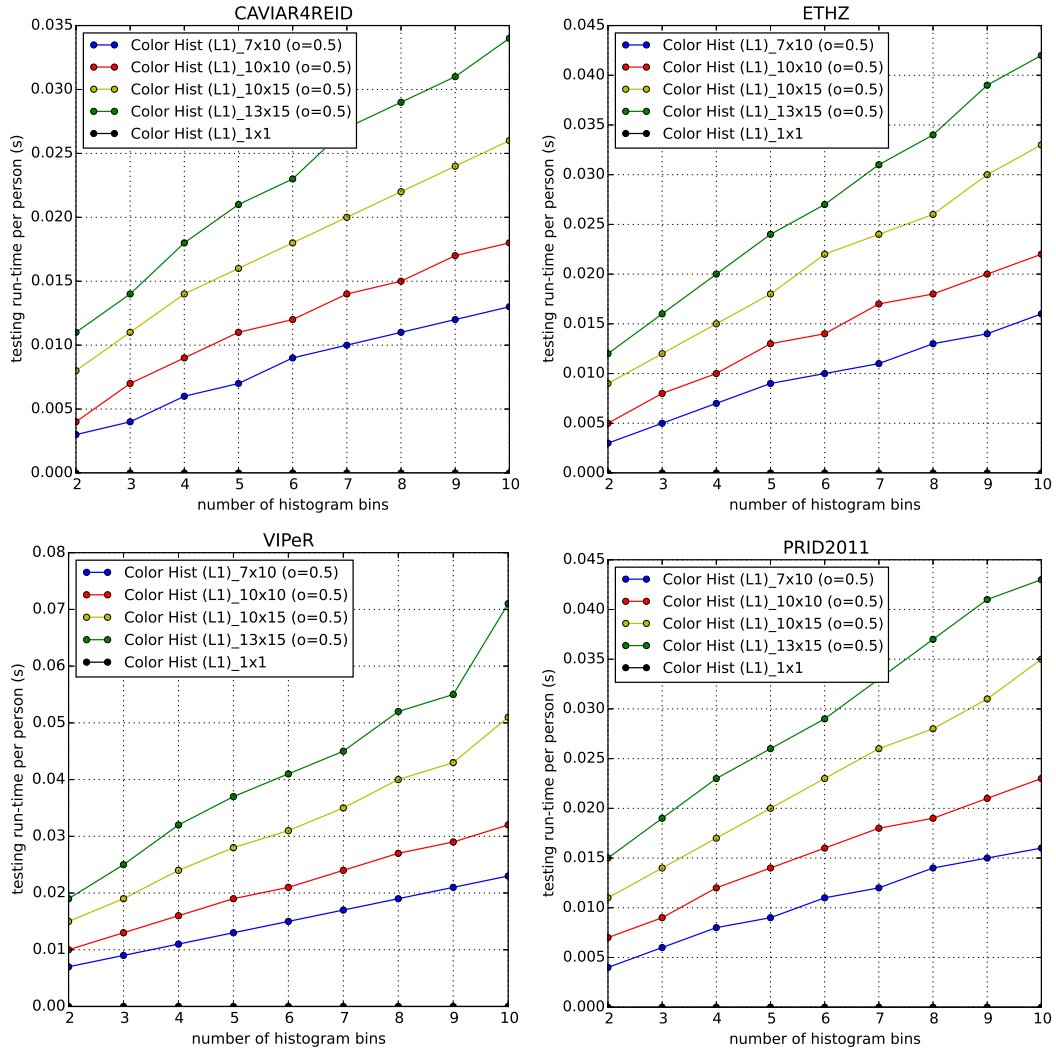 CAVIAR4REID
0.035
0.030
0.025
0.020
0.015
0.010
0.005
0.000
testing run-time per person (s)
Color Hist (L1)_7x10 (o=0.5)
Color Hist (L1)_10x10 (o=0.5)
Color Hist (L1)_10x15 (o=0.5)
Color Hist (L1)_13x15 (o=0.5)
Color Hist (L1)_1x1
2 3 4 5 6 7 8 9 10
number of histogram bins
ETHZ
0.045
0.040
0.035
0.030
0.025
0.020
0.015
0.010
0.005
0.000
testing run-time per person (s)
Color Hist (L1)_7x10 (o=0.5)
Color Hist (L1)_10x10 (o=0.5)
Color Hist (L1)_10x15 (o=0.5)
Color Hist (L1)_13x15 (o=0.5)
Color Hist (L1)_1x1
2 3 4 5 6 7 8 9 10
number of histogram bins
VIPeR
0.08
0.07
0.06
0.05
0.04
0.03
0.02
0.01
0.00
testing run-time per person (s)
Color Hist (L1)_7x10 (o=0.5)
Color Hist (L1)_10x10 (o=0.5)
Color Hist (L1)_10x15 (o=0.5)
Color Hist (L1)_13x15 (o=0.5)
Color Hist (L1)_1x1
2 3 4 5 6 7 8 9 10
number of histogram bins
PRID2011
0.045
0.040
0.035
0.030
0.025
0.020
0.015
0.010
0.005
0.000
testing run-time per person (s)
Color Hist (L1)_7x10 (o=0.5)
Color Hist (L1)_10x10 (o=0.5)
Color Hist (L1)_10x15 (o=0.5)
Color Hist (L1)_13x15 (o=0.5)
Color Hist (L1)_1x1
2 3 4 5 6 7 8 9 10
number of histogram bins